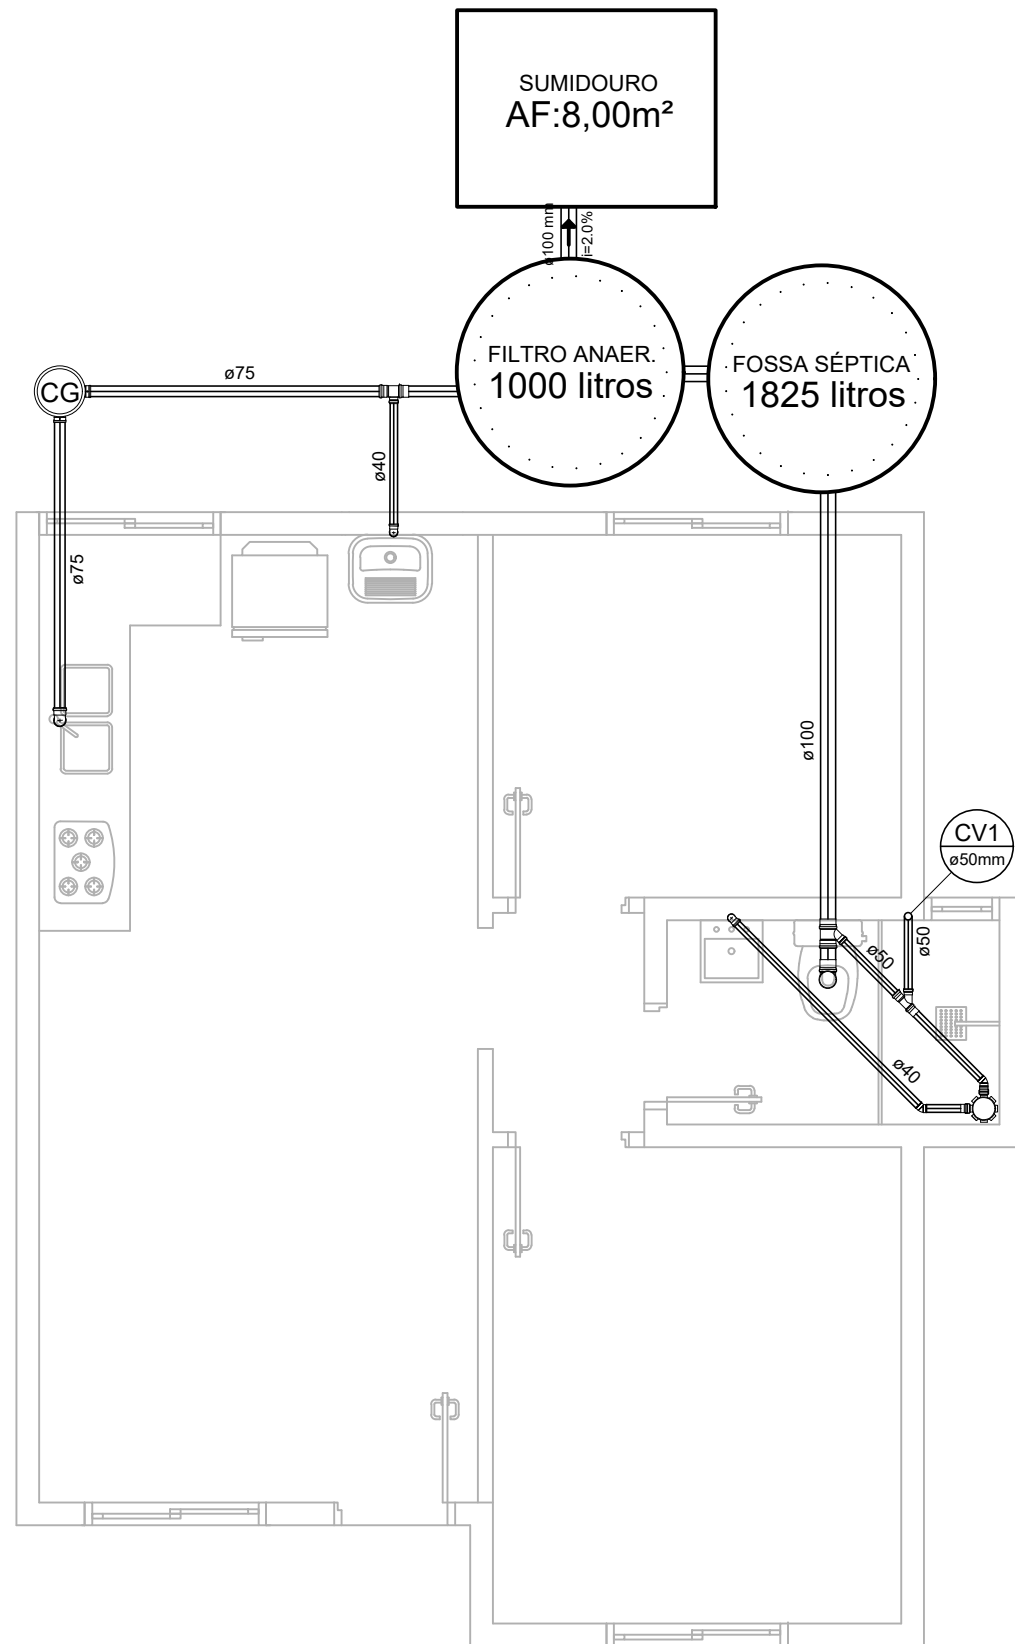 SUMIDOURO
AF:8,00m²
ø100 mm
i=2.0%
FILTRO ANAER.
1000 litros
FOSSA SÉPTICA
1825 litros
CG
ø75
ø40
ø75
ø100
CV1
ø50mm
ø50
ø50
ø40